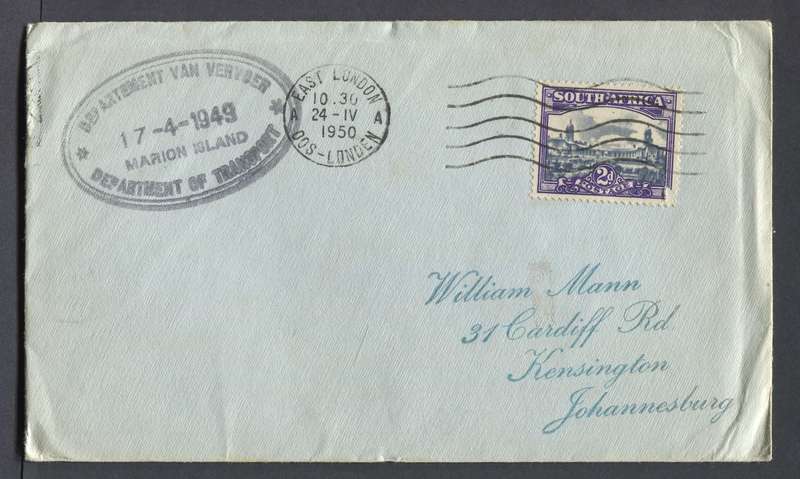 DEPARTEMENT VAN VERVOER
17-4-1949
MARION ISLAND
DEPARTMENT OF TRANSPORT
EAST LONDON
A 10.30 A
24-IV
1950
OOS-LONDEN
SOUTH AFRICA
2d
POSTAGE
William Mann
31 Cardiff Rd.
Kensington
Johannesburg